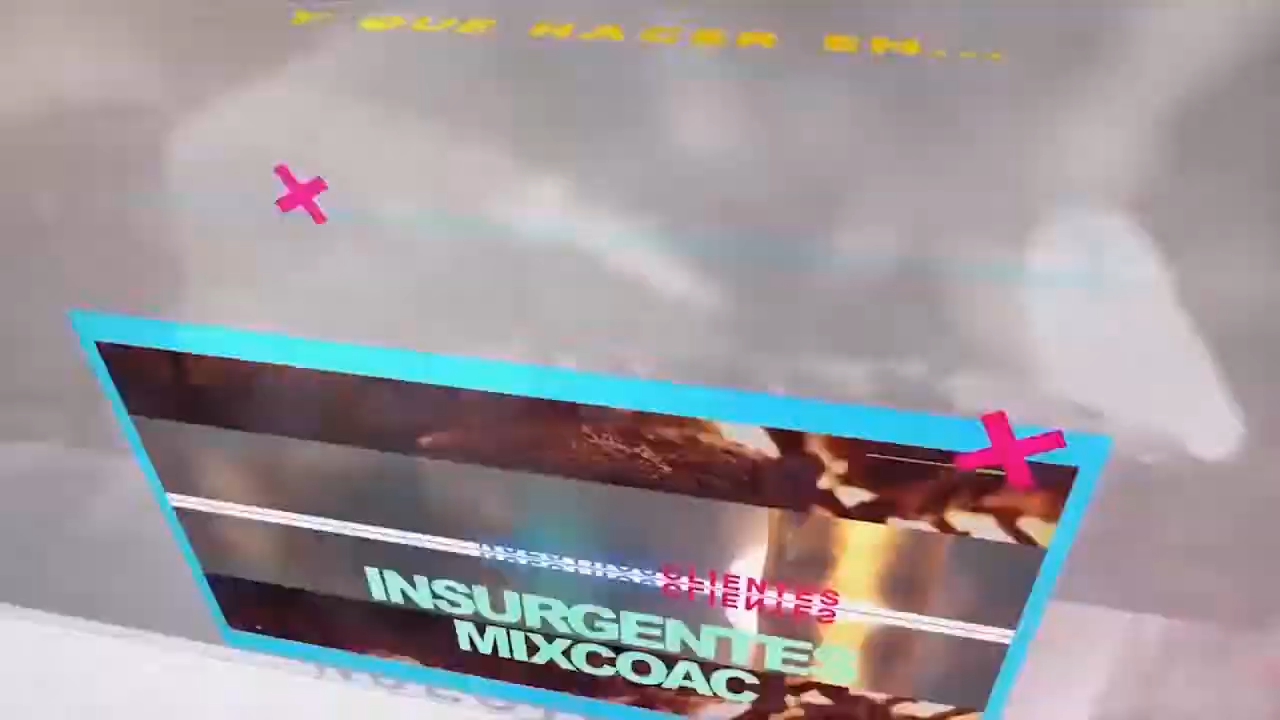 Y QUE HACER EN...
CLIENTES
INSURGENTES
MIXCOAC